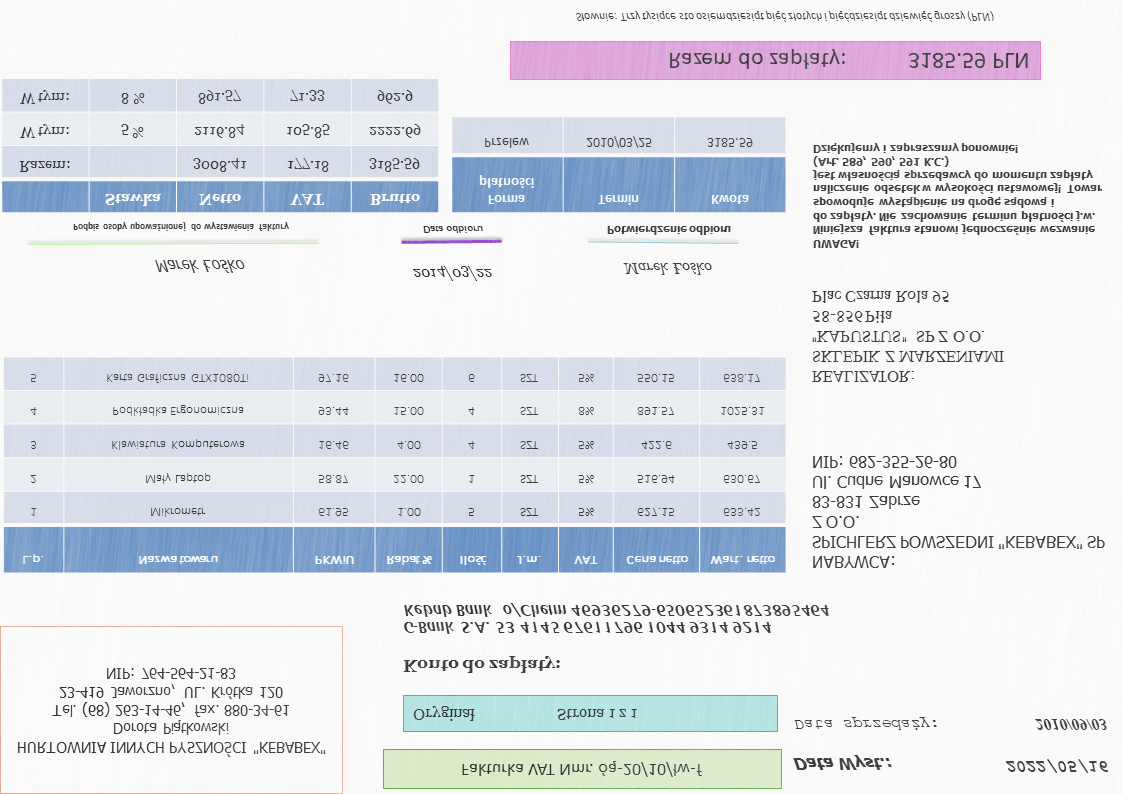 Fakturka VAT Nmr. óą-20/10/łw-f
Data Wyst.: 2022/05/16
HURTOWNIA INNYCH PYSZNOŚCI "KEBABEX"
Dorota Piątkowski
Tel. (68) 263-14-46, fax. 880-34-61
23-419 Jaworzno, UL. Krótka 120
NIP: 764-564-21-83
Oryginał Strona 1 z 1
Data sprzedaży: 2010/09/03
Konto do zapłaty:
G-Bank S.A. 53 4145 67611796 1044 9314 9214
Kebab Bank o/Chełm 46936279-650652361873895464
NABYWCA:
SPICHLERZ POWSZEDNI "KEBABEX" SP
Z O.O.
83-831 Zabrze
Ul. Cudne Manowce 17
NIP: 682-355-26-80
L.p. Nazwa towaru PKWiU Rabat % Ilość J.m. VAT Cena netto Wart. netto
1 Mikrometr 61.95 1.00 5 SZT 5% 627.15 633.42
2 Mały Laptop 58.87 22.00 1 SZT 5% 516.94 630.67
3 Klawiatura Komputerowa 16.46 4.00 4 SZT 5% 422.6 439.5
4 Podkładka Ergonomiczna 93.44 15.00 4 SZT 8% 891.57 1025.31
5 Karta Graficzna GTX1080Ti 97.16 16.00 6 SZT 5% 550.15 638.17
REALIZATOR:
SKLEPIK Z MARZENIAMI
"KAPUSTUS" SP Z O.O.
58-856 Piła
Plac Czarna Rola 95
Marek Łośko
2014/03/22
Marek Łośko
Podpis osoby upoważnionej do wystawienia faktury
Data odbioru
Potwierdzenie odbioru
UWAGA!
Niniejsza faktura stanowi jednocześnie wezwanie
do zapłaty. Nie zachowanie terminu płatności j.w.
spowoduje wystąpienie na drogę sądową i
naliczenie odsetek w wysokości ustawowej! Towar
jest własnością sprzedawcy do momentu zapłaty
(Art. 589, 590, 591 K.C.)
Dziękujemy i zapraszamy ponownie!
Stawka Netto VAT Brutto
Razem: 3008.41 177.18 3185.59
W tym: 5 % 2116.84 105.85 2222.69
W tym: 8 % 891.57 71.33 962.9
Forma
płatności Termin Kwota
Przelew 2010/03/25 3185.59
Razem do zapłaty: 3185.59 PLN
Słownie: Trzy tysiące sto osiemdziesiąt pięć złotych i pięćdziesiąt dziewięć groszy (PLN)